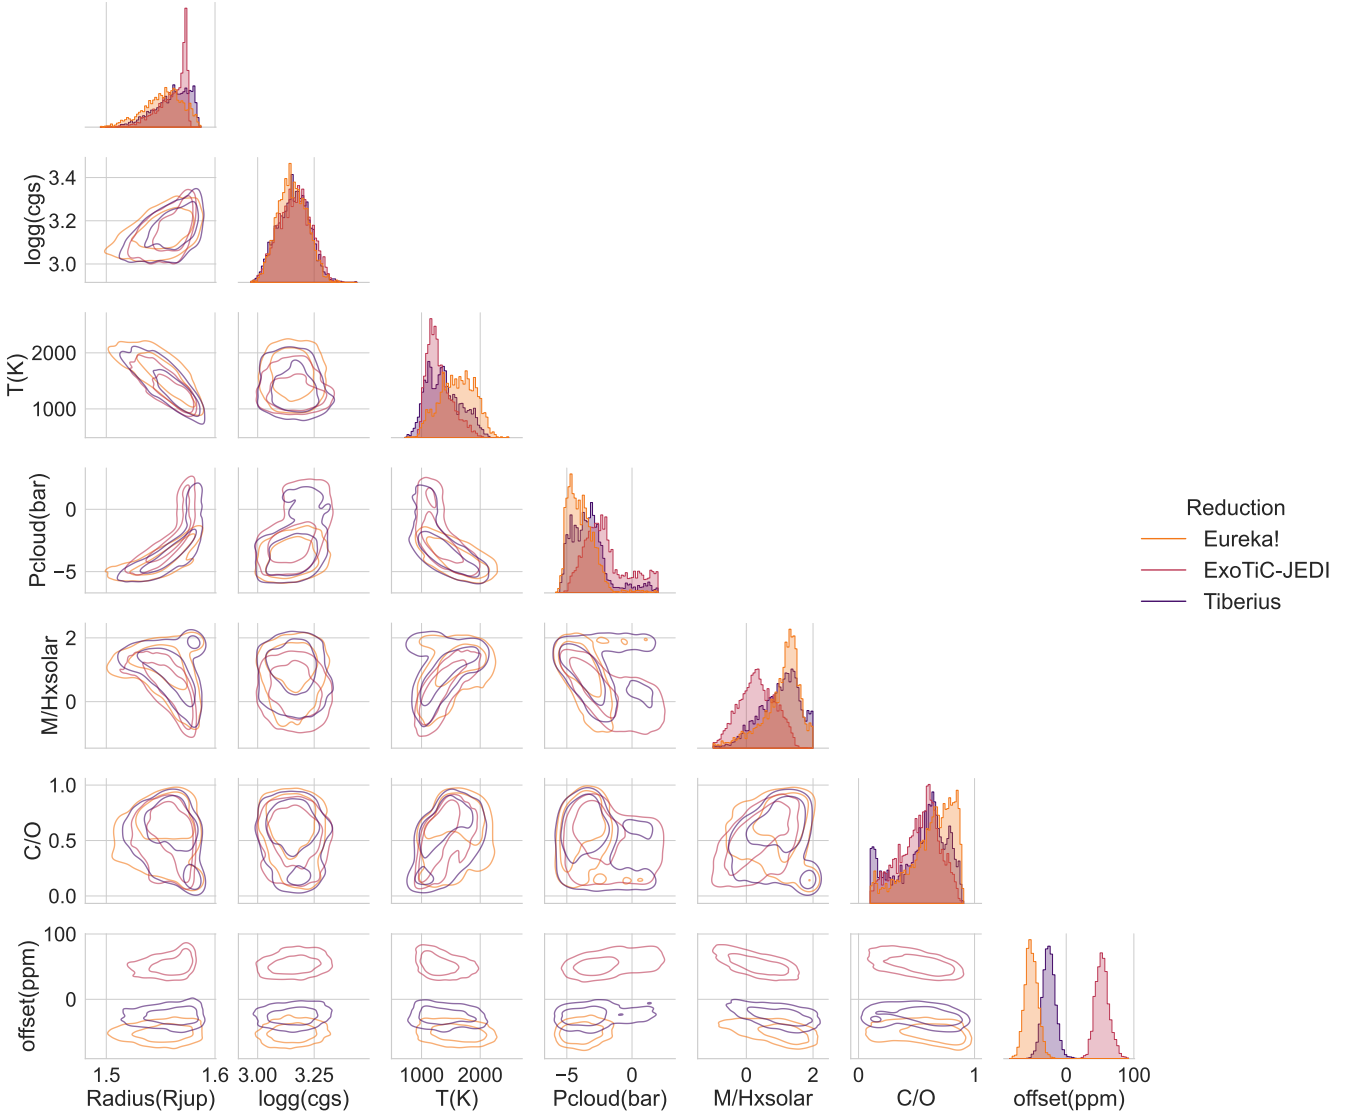 logg(cgs)
3.4
3.2
3.0
T(K)
2000
1000
Pcloud(bar)
0
−5
M/Hxsolar
2
0
C/O
1.0
0.5
0.0
offset(ppm)
100
0
1.5 1.6 3.00 3.25 1000 2000 −5 0 0 2 0 1 0 100
Radius(Rjup) logg(cgs) T(K) Pcloud(bar) M/Hxsolar C/O offset(ppm)
Reduction
Eureka!
ExoTiC-JEDI
Tiberius